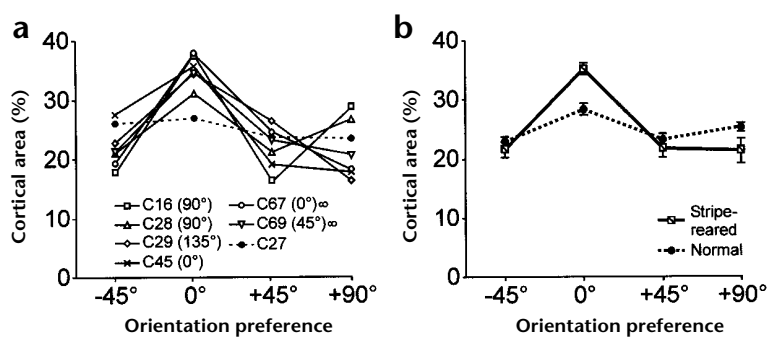 a
Cortical area (%)
40
30
20
10
0
C16 (90°)
C28 (90°)
C29 (135°)
C45 (0°)
C67 (0°)∞
C69 (45°)∞
C27
-45° 0° +45° +90°
Orientation preference
b
Cortical area (%)
40
30
20
10
0
Stripe-
reared
Normal
-45° 0° +45° +90°
Orientation preference